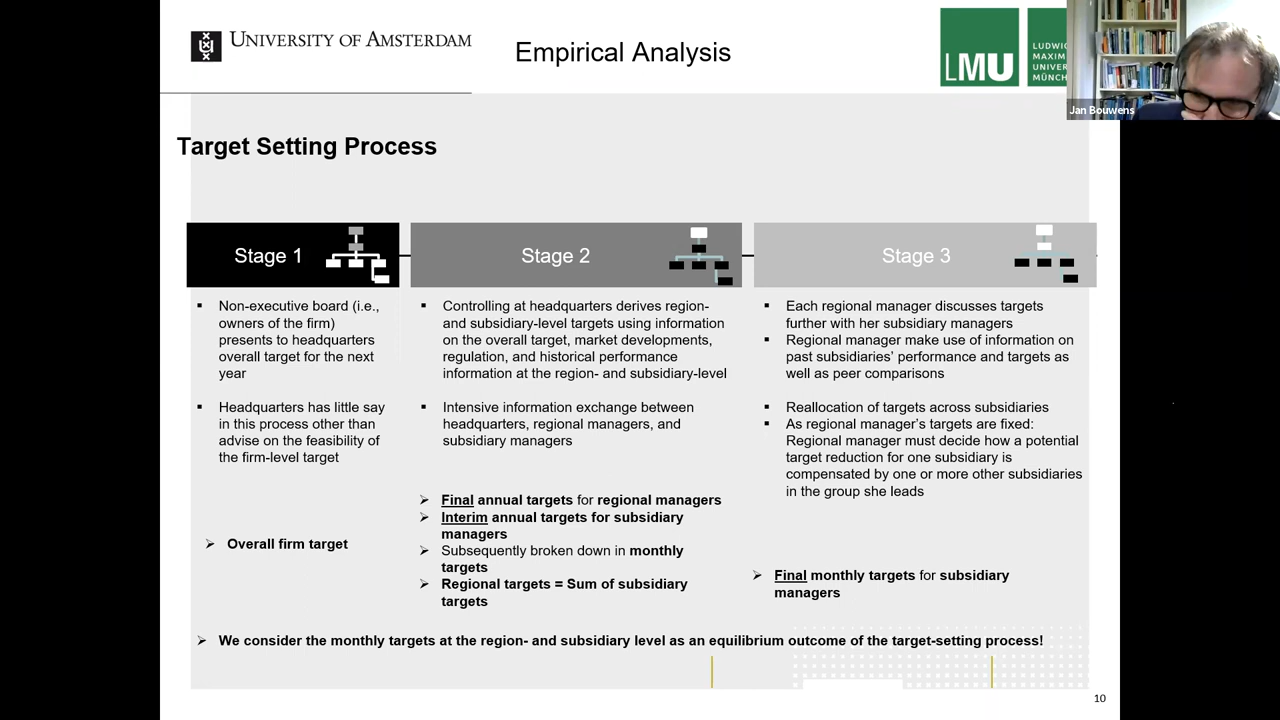 UNIVERSITY OF AMSTERDAM
Empirical Analysis
LMU
LUDWIG
MAXIM
UNIVER
MÜNCH
Jan Bouwens
Target Setting Process
Stage 1
Stage 2
Stage 3
▪ Non-executive board (i.e.,
owners of the firm)
presents to headquarters
overall target for the next
year
▪ Headquarters has little say
in this process other than
advise on the feasibility of
the firm-level target
➢ Overall firm target
▪ Controlling at headquarters derives region-
and subsidiary-level targets using information
on the overall target, market developments,
regulation, and historical performance
information at the region- and subsidiary-level
▪ Intensive information exchange between
headquarters, regional managers, and
subsidiary managers
➢ Final annual targets for regional managers
➢ Interim annual targets for subsidiary
managers
➢ Subsequently broken down in monthly
targets
➢ Regional targets = Sum of subsidiary
targets
▪ Each regional manager discusses targets
further with her subsidiary managers
▪ Regional manager make use of information on
past subsidiaries’ performance and targets as
well as peer comparisons
▪ Reallocation of targets across subsidiaries
▪ As regional manager’s targets are fixed:
Regional manager must decide how a potential
target reduction for one subsidiary is
compensated by one or more other subsidiaries
in the group she leads
➢ Final monthly targets for subsidiary
managers
➢ We consider the monthly targets at the region- and subsidiary level as an equilibrium outcome of the target-setting process!
10